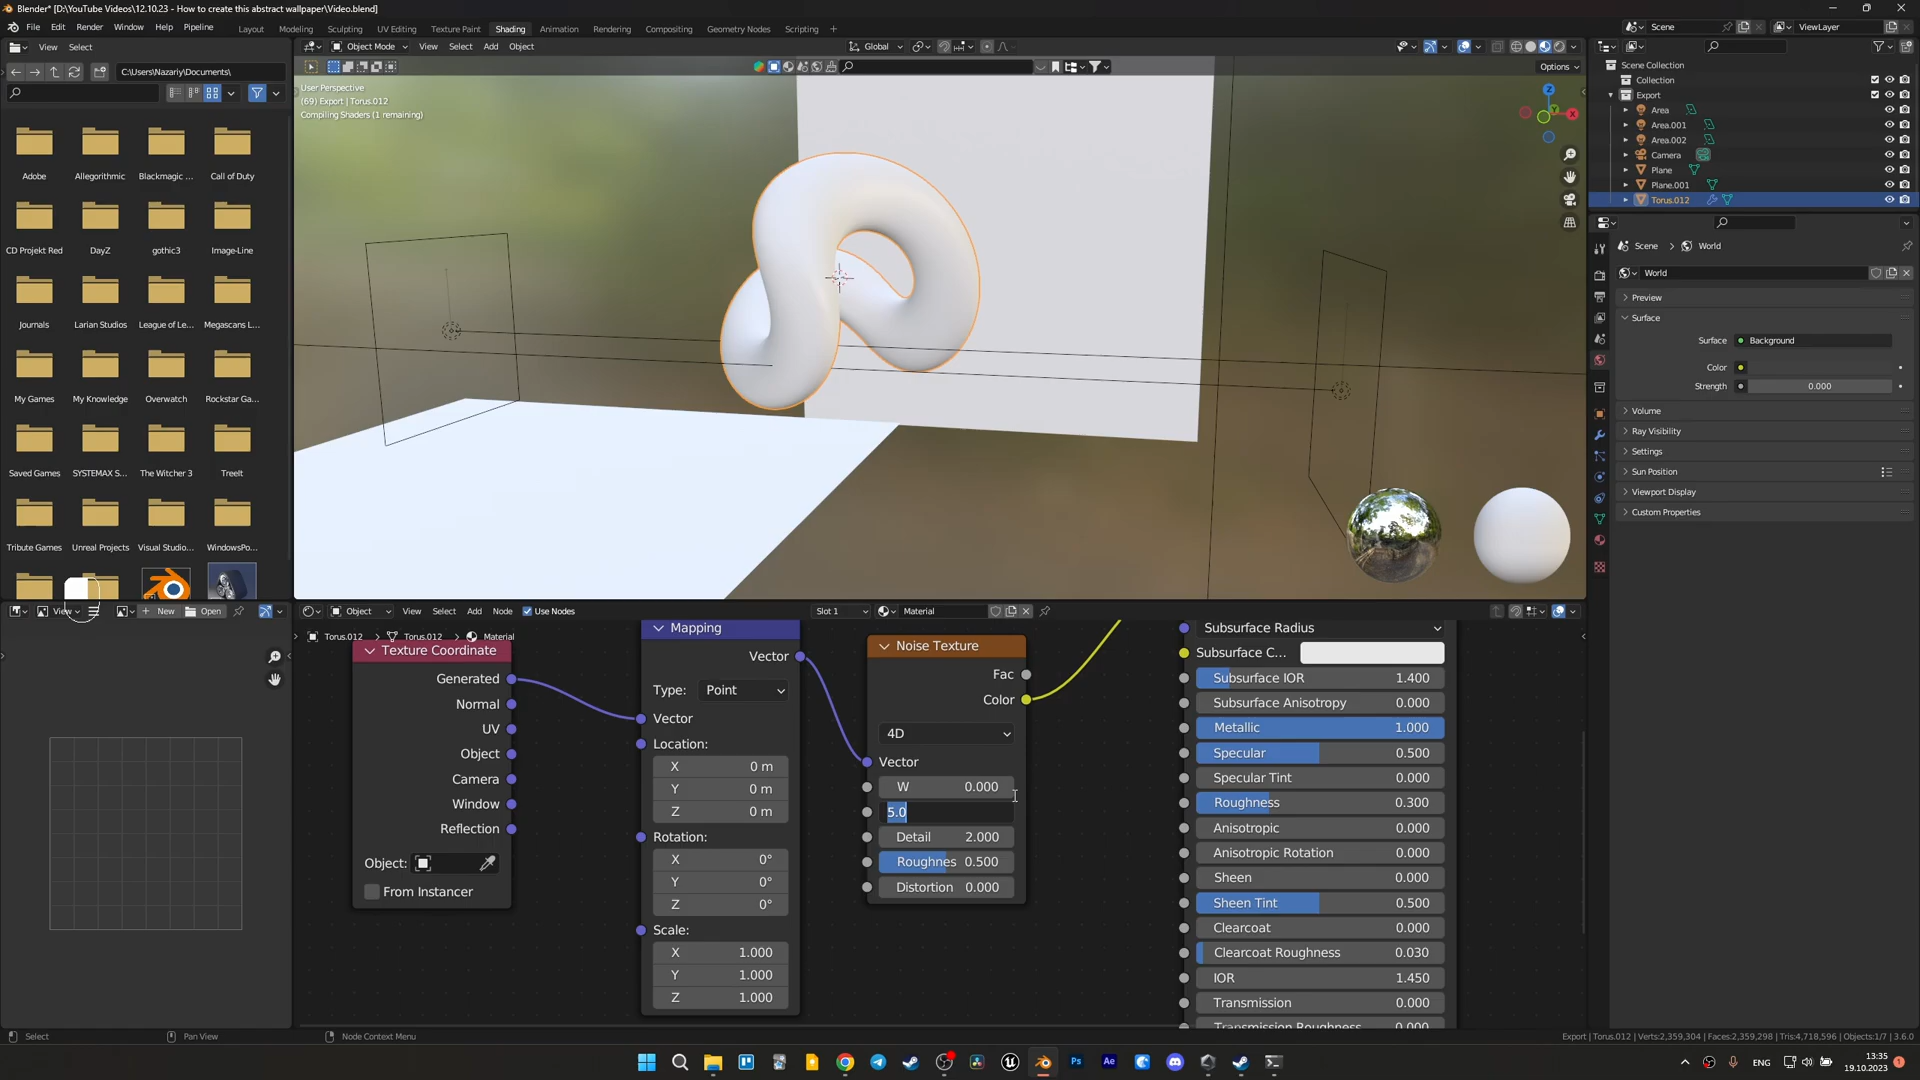 Blender* [D:\YouTube Videos\12.10.23 - How to create this abstract wallpaper\Video.blend]
File Edit Render Window Help Pipeline
Layout Modeling Sculpting UV Editing Texture Paint Shading Animation Rendering Compositing Geometry Nodes Scripting +
Scene
ViewLayer
View Select
Object Mode View Select Add Object
Global
C:\Users\Nazariy\Documents\
Options
User Perspective
(69) Export | Torus.012
Compiling Shaders (1 remaining)
Adobe Allegorithmic Blackmagic ... Call of Duty
CD Projekt Red DayZ gothic3 Image-Line
Journals Larian Studios League of Le... Megascans L...
My Games My Knowledge Overwatch Rockstar Ga...
Saved Games SYSTEMAX S... The Witcher 3 TreeIt
Tribute Games Unreal Projects Visual Studio... WindowsPo...
X
Y
Z
Scene Collection
Collection
Export
Area
Area.001
Area.002
Camera
Plane
Plane.001
Torus.012
Scene > World
World
Preview
Surface
Surface Background
Color
Strength 0.000
Volume
Ray Visibility
Settings
Sun Position
Viewport Display
Custom Properties
View New Open
Object View Select Add Node Use Nodes
Slot 1
Material
Torus.012 > Torus.012 > Material
Texture Coordinate
Generated
Normal
UV
Object
Camera
Window
Reflection
Object:
From Instancer
Mapping
Vector
Type: Point
Vector
Location:
X 0 m
Y 0 m
Z 0 m
Rotation:
X 0°
Y 0°
Z 0°
Scale:
X 1.000
Y 1.000
Z 1.000
Noise Texture
Fac
Color
4D
Vector
W 0.000
5.0
Detail 2.000
Roughnes 0.500
Distortion 0.000
Subsurface Radius
Subsurface C...
Subsurface IOR 1.400
Subsurface Anisotropy 0.000
Metallic 1.000
Specular 0.500
Specular Tint 0.000
Roughness 0.300
Anisotropic 0.000
Anisotropic Rotation 0.000
Sheen 0.000
Sheen Tint 0.500
Clearcoat 0.000
Clearcoat Roughness 0.030
IOR 1.450
Transmission 0.000
Transmission Roughness 0.000
Select Pan View Node Context Menu
Export | Torus.012 | Verts:2,359,304 | Faces:2,359,298 | Tris:4,718,596 | Objects:1/7 | 3.6.0
Ps
Ae
ENG
13:35
19.10.2023
1